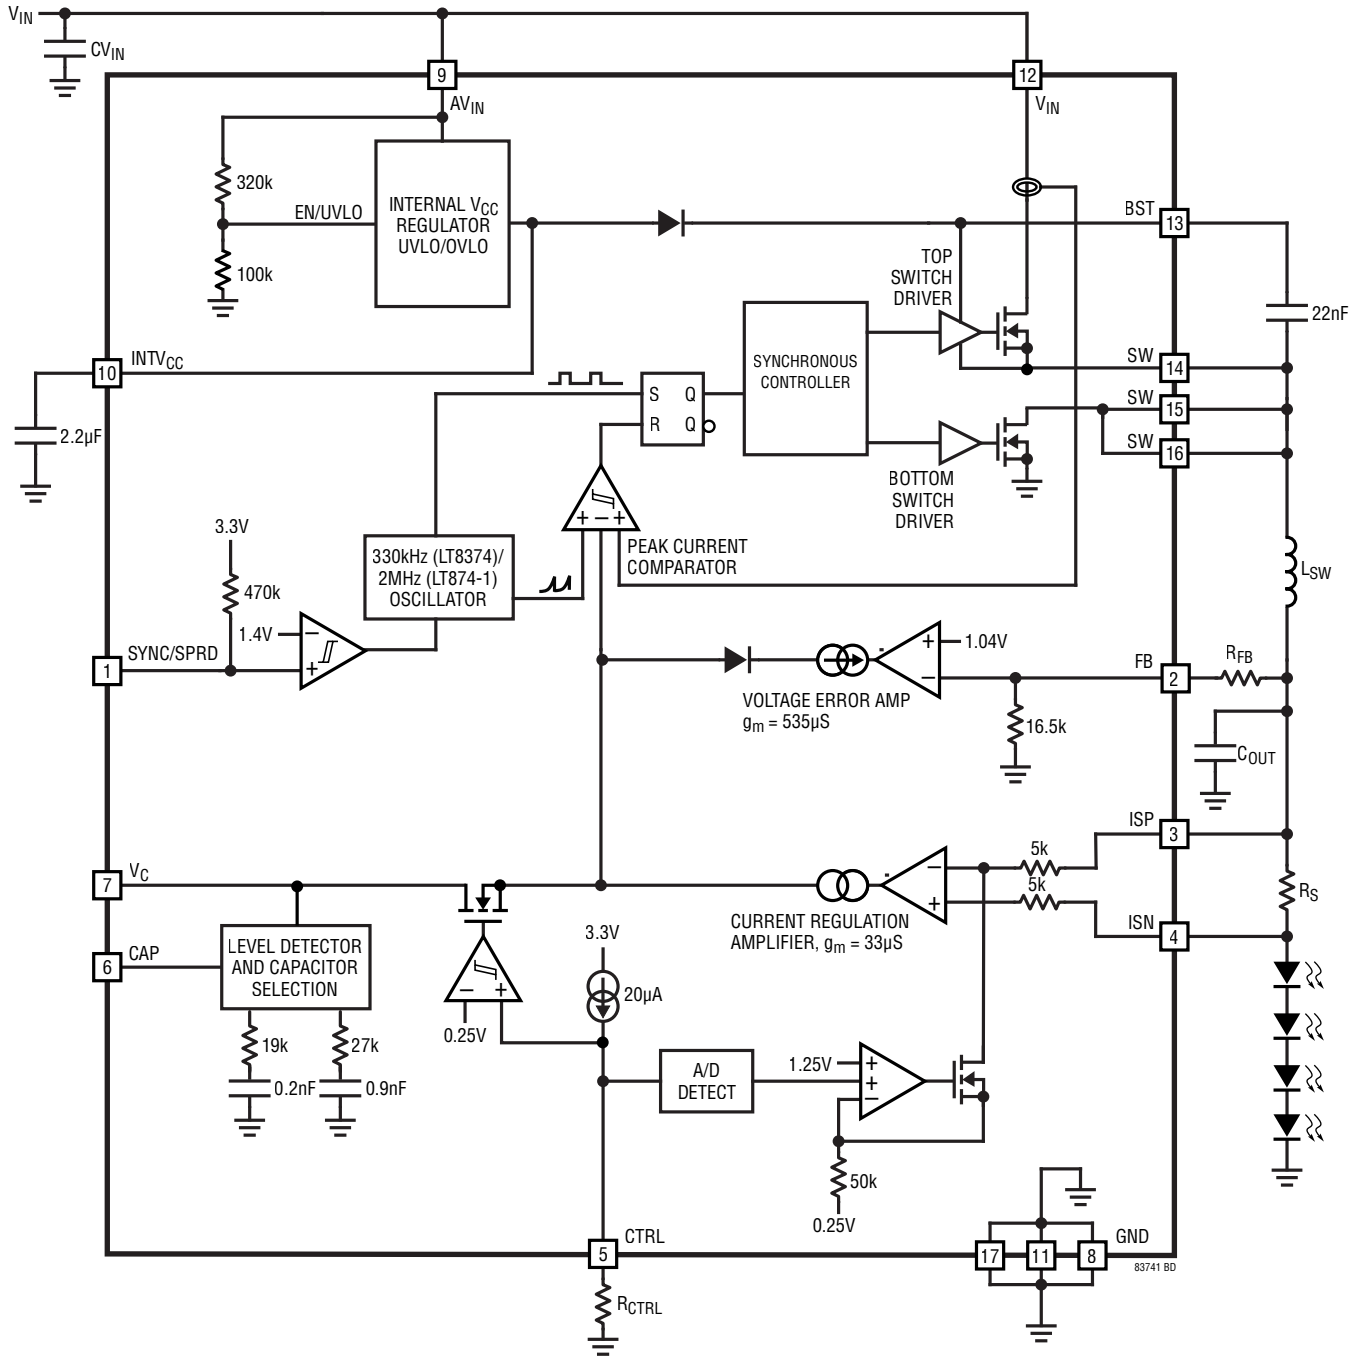 VIN
CVIN
9
12
AVIN
VIN
320k
EN/UVLO
100k
INTERNAL VCC
REGULATOR
UVLO/OVLO
BST
13
TOP
SWITCH
DRIVER
22nF
10
INTVCC
2.2µF
S Q
R Q
SYNCHRONOUS
CONTROLLER
SW
14
SW
15
SW
16
BOTTOM
SWITCH
DRIVER
+ – +
PEAK CURRENT
COMPARATOR
3.3V
470k
1.4V
–
+
330kHz (LT8374)/
2MHz (LT874-1)
OSCILLATOR
LSW
1
SYNC/SPRD
+
–
1.04V
VOLTAGE ERROR AMP
gm = 535µS
FB
2
RFB
16.5k
COUT
ISP
3
5k
5k
–
+
RS
7
VC
CURRENT REGULATION
AMPLIFIER, gm = 33µS
ISN
4
6
CAP
LEVEL DETECTOR
AND CAPACITOR
SELECTION
– +
0.25V
3.3V
20µA
19k
27k
0.2nF
0.9nF
A/D
DETECT
1.25V
+
+
–
50k
0.25V
CTRL
5
RCTRL
17
11
8
GND
83741 BD